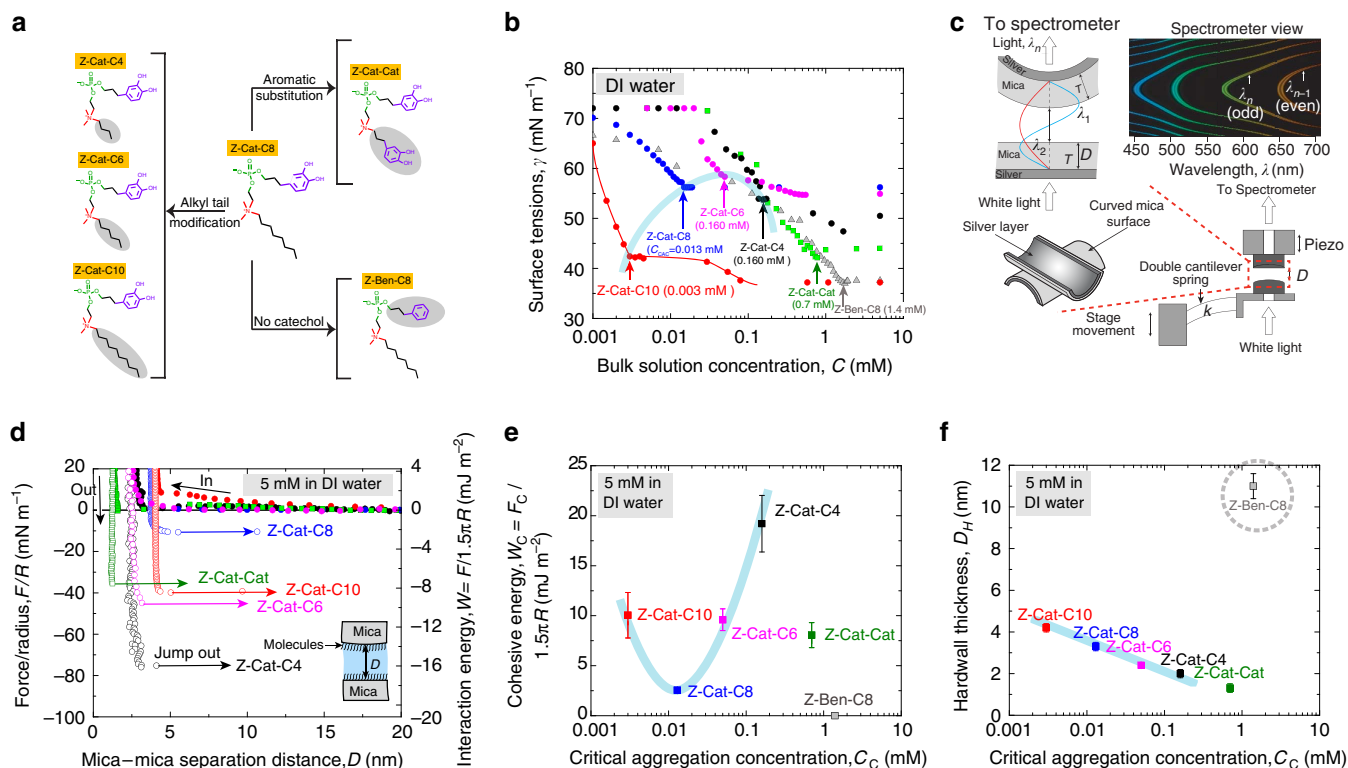 a
Z-Cat-C4
Z-Cat-C6
Z-Cat-C10
Alkyl tail
modification
Z-Cat-C8
Aromatic
substitution
Z-Cat-Cat
No catechol
Z-Ben-C8
b
DI water
Surface tensions, γ (mN m−1)
80
70
60
50
40
30
Z-Cat-C8
(CCAC=0.013 mM
Z-Cat-C6
(0.160 mM)
Z-Cat-C4
(0.160 mM )
Z-Cat-C10 (0.003 mM )
Z-Cat-Cat
(0.7 mM)
Z-Ben-C8 (1.4 mM)
0.001 0.01 0.1 1 10
Bulk solution concentration, C (mM)
c
To spectrometer
Light, λn
Silver
Mica
T
λ1
λ2
Mica
T
D
Silver
White light
Spectrometer view
λn
(odd)
λn−1
(even)
450 500 550 600 650 700
Wavelength, λ (nm)
To Spectrometer
Silver layer
Curved mica
surface
Piezo
D
Double cantilever
spring
k
Stage
movement
White light
d
5 mM in DI water
Out
In
Force/radius, F/R (mN m−1)
20
0
−20
−40
−60
−80
−100
Z-Cat-C8
Z-Cat-Cat
Z-Cat-C10
Z-Cat-C6
Jump out
Z-Cat-C4
Molecules
Mica
D
Mica
4
0
−4
−8
−12
−16
−20
Interaction energy, W= F/1.5πR (mJ m−2)
0 5 10 15 20
Mica–mica separation distance, D (nm)
e
5 mM in
DI water
Cohesive energy, WC= FC /
1.5πR (mJ m−2)
25
20
15
10
5
0
Z-Cat-C4
Z-Cat-C10
Z-Cat-C6
Z-Cat-Cat
Z-Cat-C8
Z-Ben-C8
0.001 0.01 0.1 1 10
Critical aggregation concentration, CC (mM)
f
5 mM in
DI water
Hardwall thickness, DH (nm)
12
10
8
6
4
2
0
Z-Ben-C8
Z-Cat-C10
Z-Cat-C8
Z-Cat-C6
Z-Cat-C4
Z-Cat-Cat
0.001 0.01 0.1 1 10
Critical aggregation concentration, CC (mM)